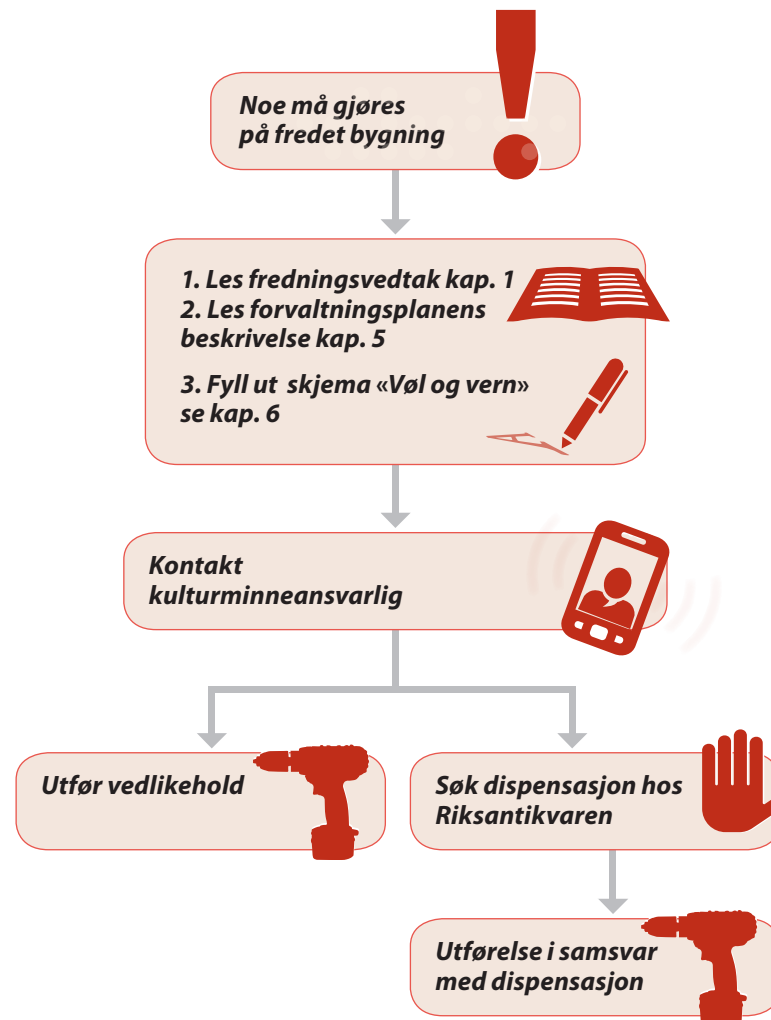 Noe må gjøres
på fredet bygning
1. Les fredningsvedtak kap. 1
2. Les forvaltningsplanens
beskrivelse kap. 5
3. Fyll ut skjema «Vøl og vern»
se kap. 6
Kontakt
kulturminneansvarlig
Utfør vedlikehold
Søk dispensasjon hos
Riksantikvaren
Utførelse i samsvar
med dispensasjon